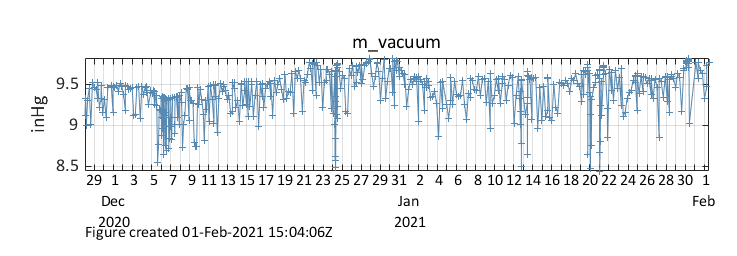 m_vacuum
inHg
9.5
9
8.5
29 1 3 5 7 9 11 13 15 17 19 21 23 25 27 29 31 2 4 6 8 10 12 14 16 18 20 22 24 26 28 30 1
Dec Jan Feb
2020 2021
Figure created 01-Feb-2021 15:04:06Z